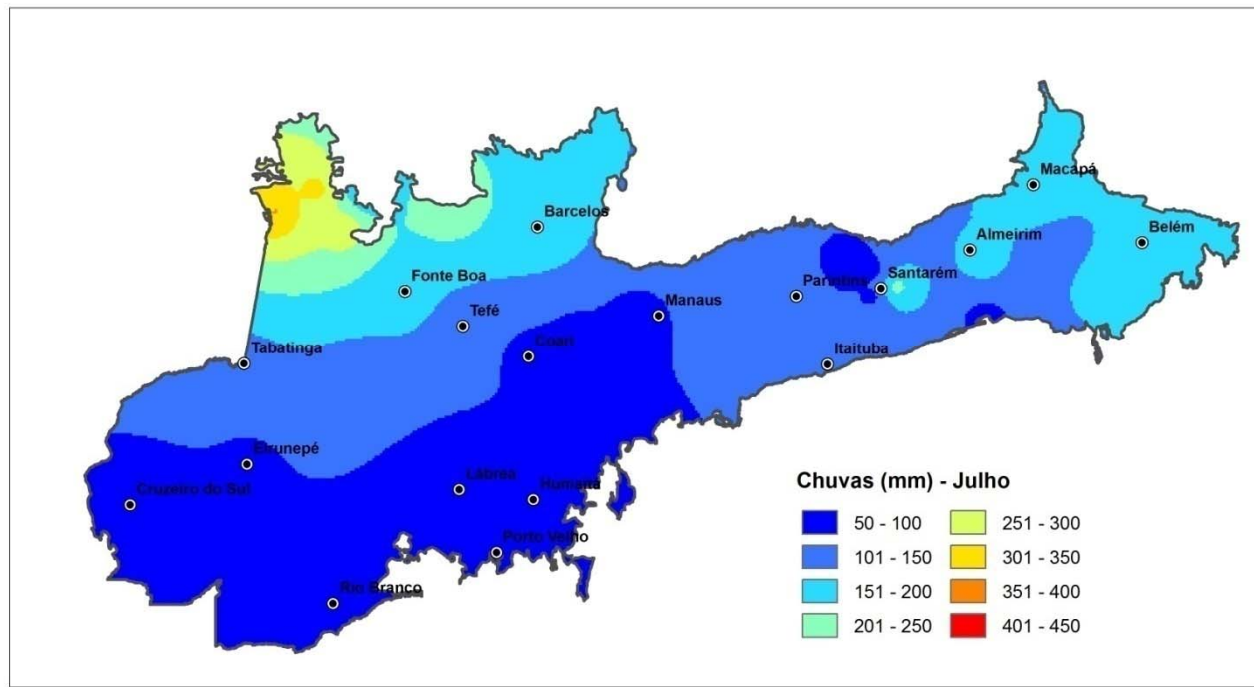 Macapá
Barcelos
Belém
Almeirim
Fonte Boa
Santarém
Parintins
Manaus
Tefé
Coari
Tabatinga
Itaituba
Eirunepé
Lábrea
Humaitá
Cruzeiro do Sul
Porto Velho
Rio Branco
Chuvas (mm) - Julho
50 - 100
101 - 150
151 - 200
201 - 250
251 - 300
301 - 350
351 - 400
401 - 450